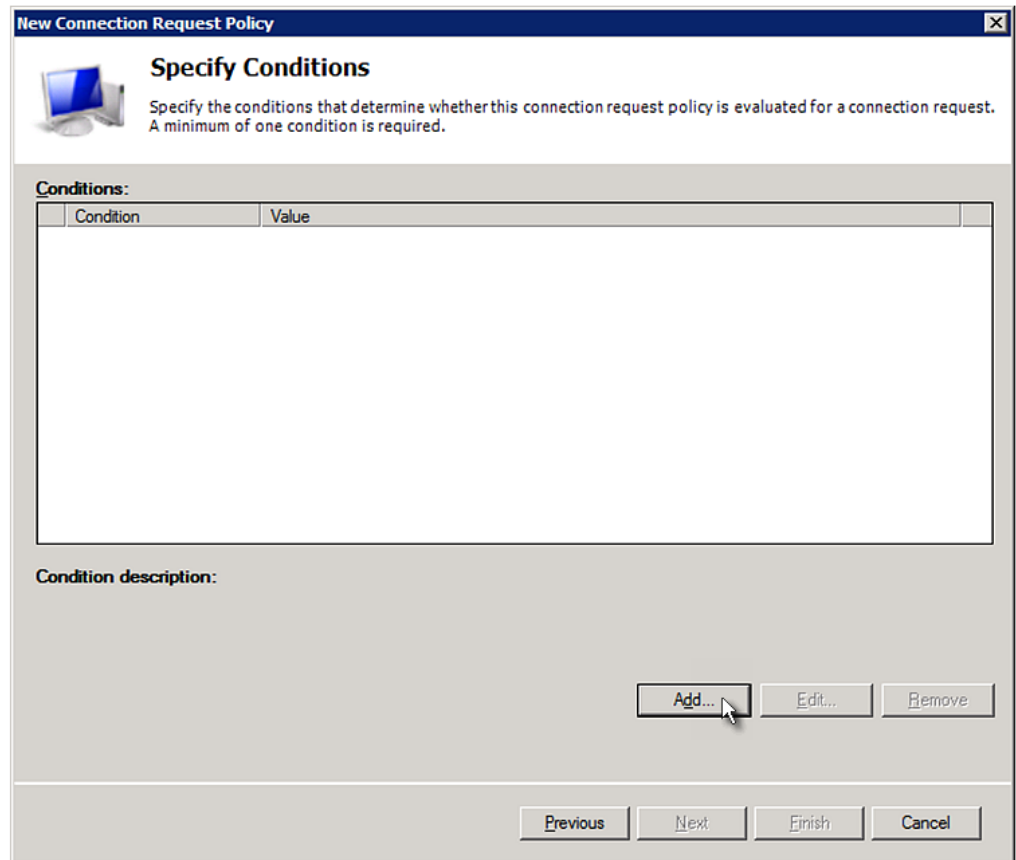 New Connection Request Policy
Specify Conditions
Specify the conditions that determine whether this connection request policy is evaluated for a connection request.
A minimum of one condition is required.
Conditions:
Condition Value
Condition description:
Add... Edit... Remove
Previous Next Finish Cancel